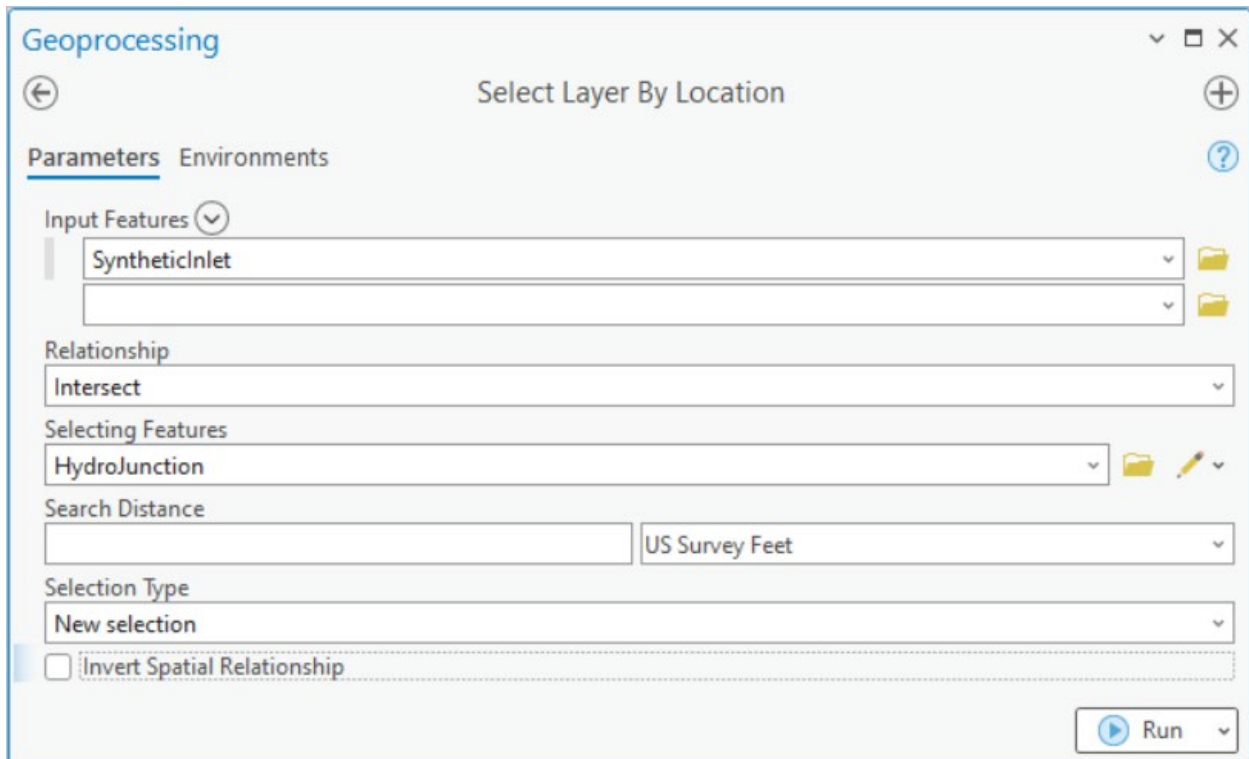 Geoprocessing
Select Layer By Location
Parameters Environments
Input Features
SyntheticInlet
Relationship
Intersect
Selecting Features
HydroJunction
Search Distance
US Survey Feet
Selection Type
New selection
Invert Spatial Relationship
Run